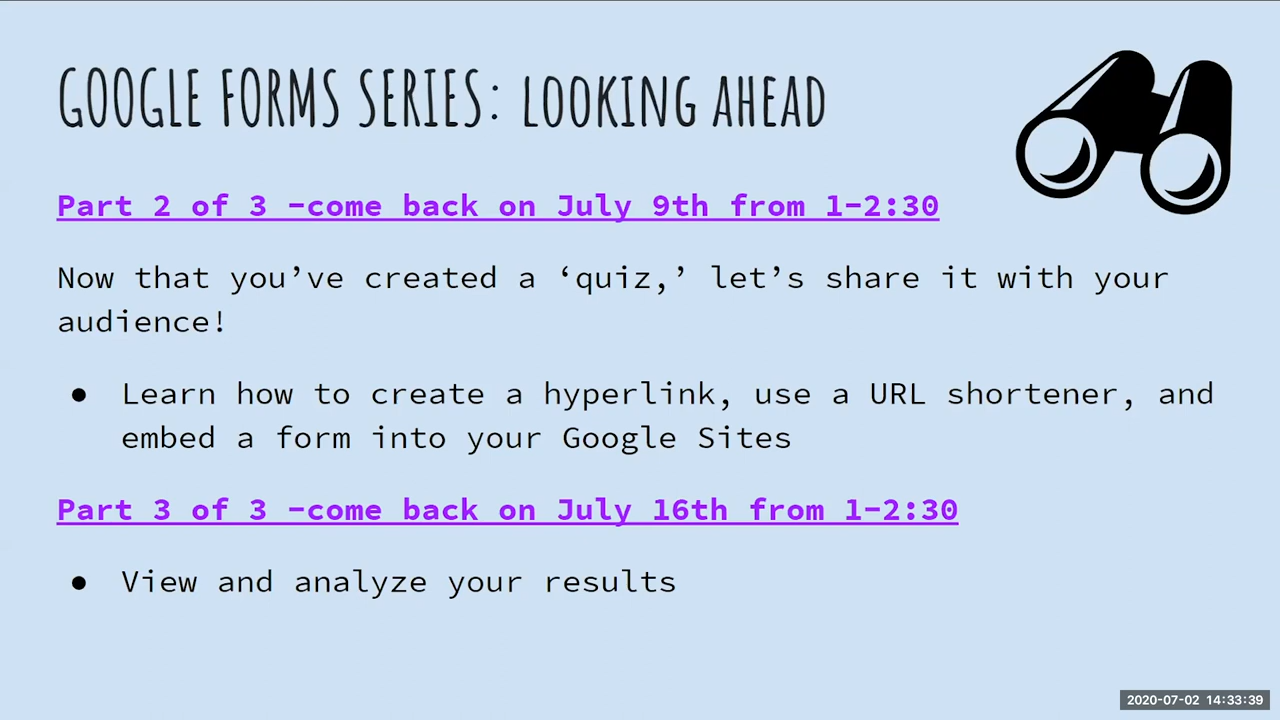 GOOGLE FORMS SERIES: LOOKING AHEAD
Part 2 of 3 -come back on July 9th from 1-2:30
Now that you’ve created a ‘quiz,’ let’s share it with your
audience!
● Learn how to create a hyperlink, use a URL shortener, and
embed a form into your Google Sites
Part 3 of 3 -come back on July 16th from 1-2:30
● View and analyze your results
2020-07-02 14:33:39